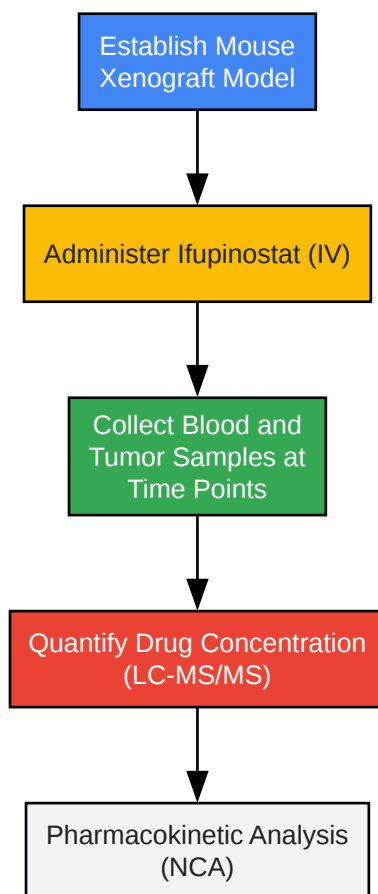 Establish Mouse
Xenograft Model
Administer Ifupinostat (IV)
Collect Blood and
Tumor Samples at
Time Points
Quantify Drug Concentration
(LC-MS/MS)
Pharmacokinetic Analysis
(NCA)